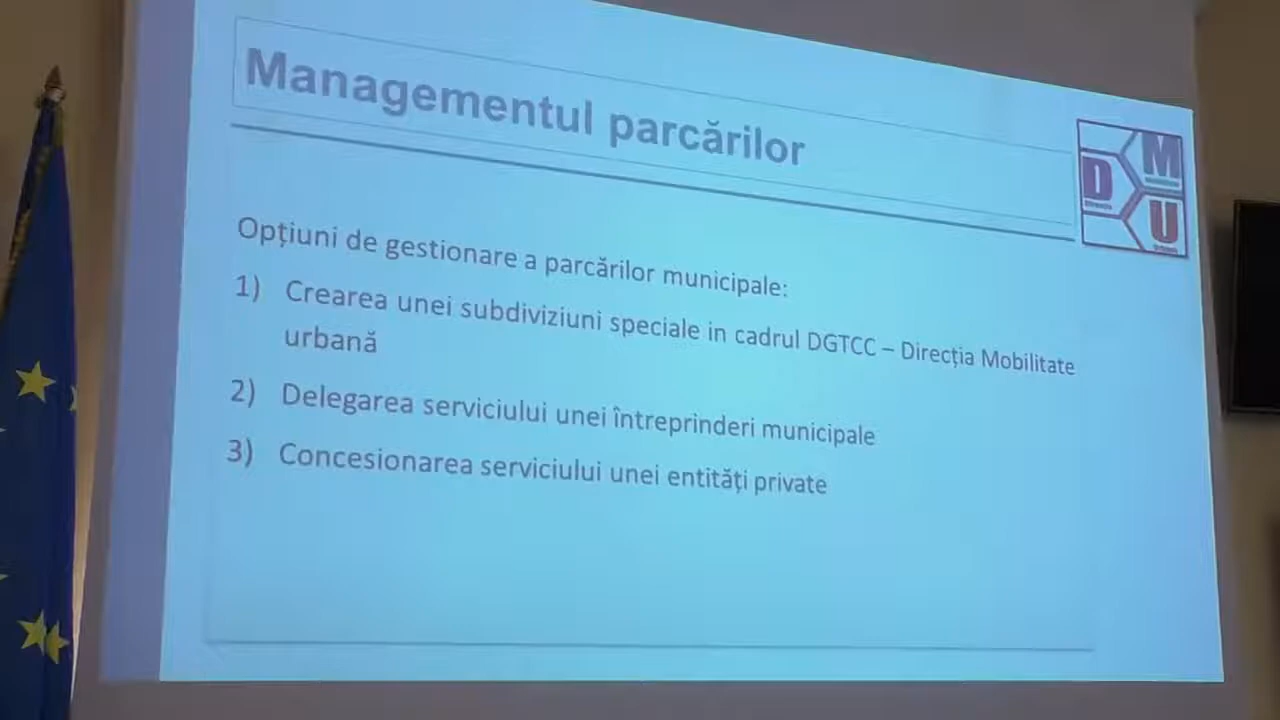 Managementul parcărilor
D
M
U
Opțiuni de gestionare a parcărilor municipale:
1) Crearea unei subdiviziuni speciale in cadrul DGTCC – Direcția Mobilitate
urbană
2) Delegarea serviciului unei întreprinderi municipale
3) Concesionarea serviciului unei entități private